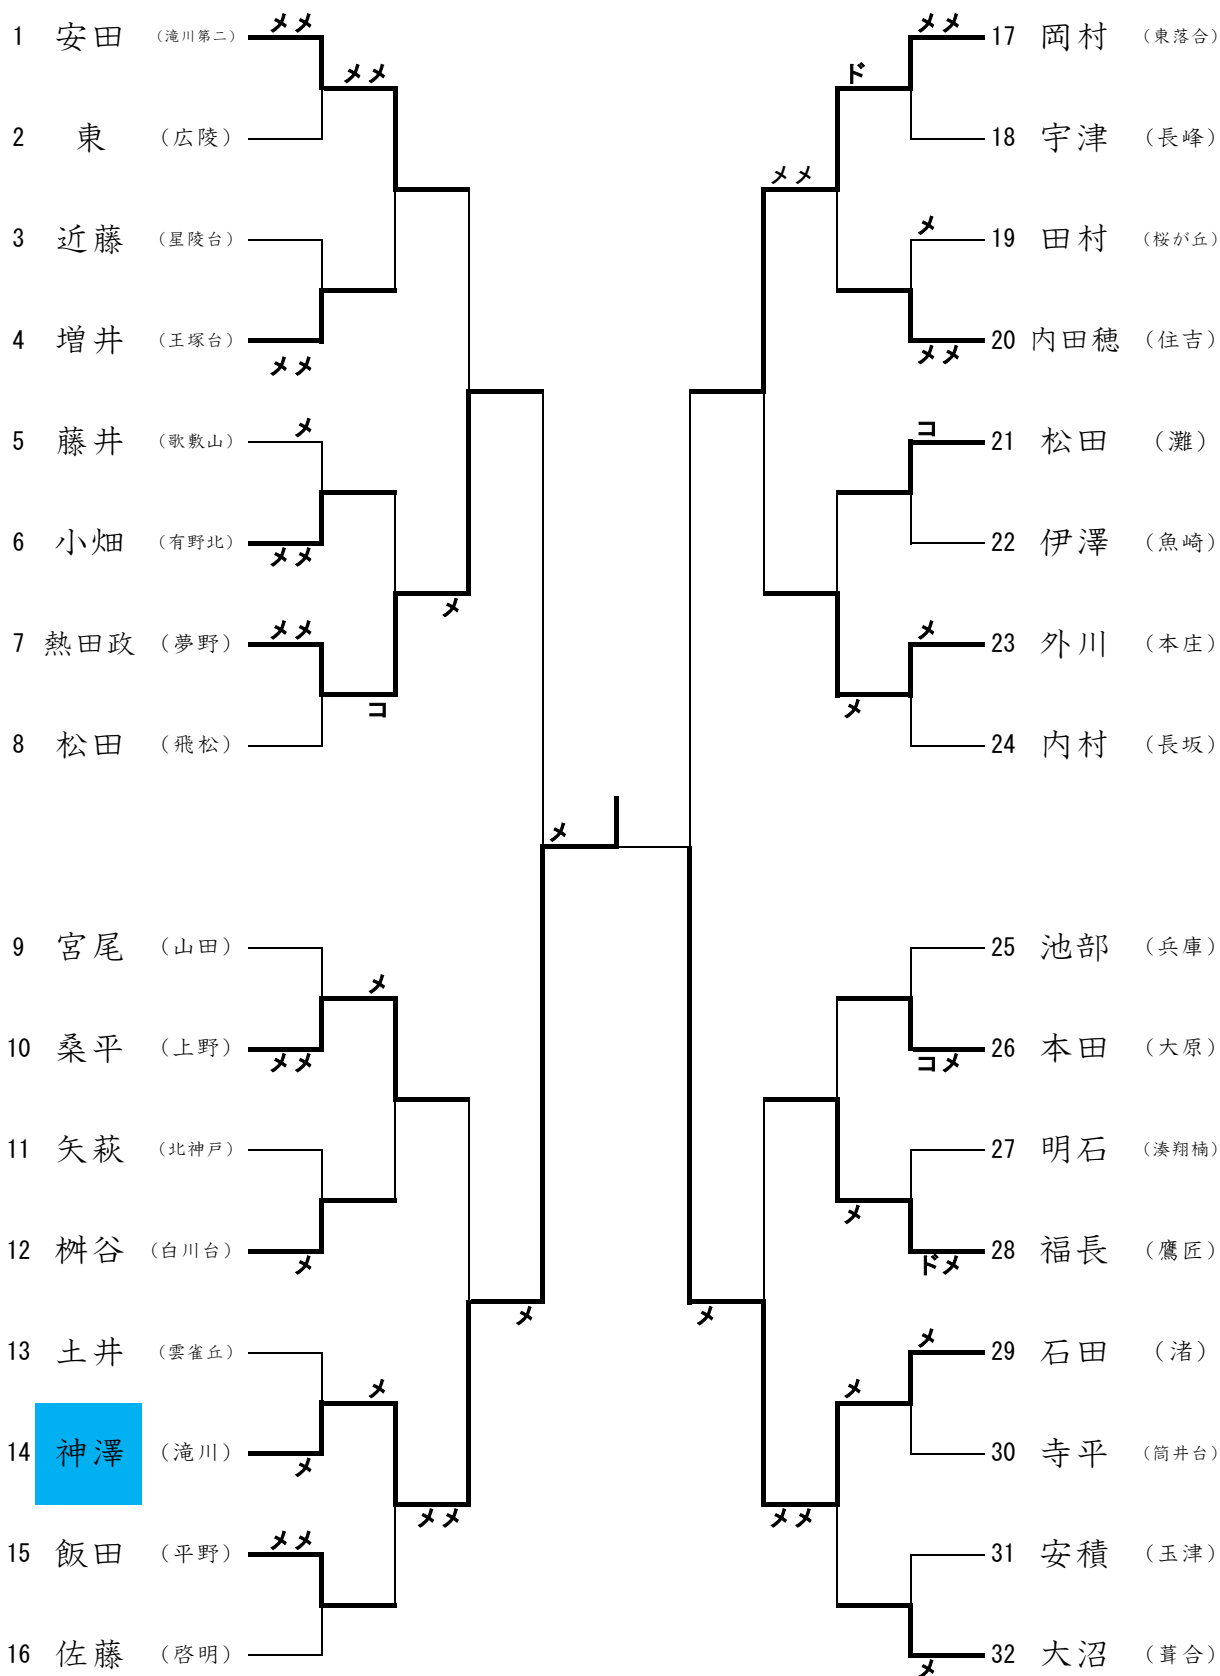 1 安田 （滝川第二） メメ
メメ
2 東 （広陵）
3 近藤 （星陵台）
4 増井 （王塚台）
メメ
5 藤井 （歌敷山） メ
6 小畑 （有野北）
メメ
メ
7 熱田政 （夢野） メメ
コ
8 松田 （飛松）
メ
9 宮尾 （山田）
メ
10 桑平 （上野）
メメ
11 矢萩 （北神戸）
12 桝谷 （白川台）
メ
メ
13 土井 （雲雀丘）
メ
14 神澤 （滝川）
メ
メメ
15 飯田 （平野） メメ
16 佐藤 （啓明）
メメ 17 岡村 （東落合）
ド
18 宇津 （長峰）
メメ
メ 19 田村 （桜が丘）
20 内田穂 （住吉）
メメ
コ 21 松田 （灘）
22 伊澤 （魚崎）
メ 23 外川 （本庄）
メ
24 内村 （長坂）
25 池部 （兵庫）
26 本田 （大原）
コメ
27 明石 （湊翔楠）
メ
28 福長 （鷹匠）
ドメ
メ
メ 29 石田 （渚）
メ
30 寺平 （筒井台）
メメ
31 安積 （玉津）
32 大沼 （葺合）
メ